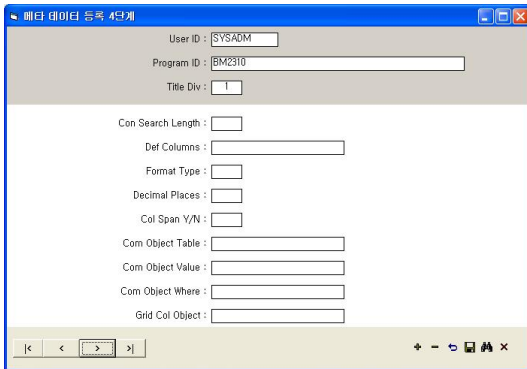 메타 데이터 등록 4단계
User ID : SYSADM
Program ID : BM2310
Title Div : 1
Con Search Length :
Def Columns :
Format Type :
Decimal Places :
Col Span Y/N :
Com Object Table :
Com Object Value :
Com Object Where :
Grid Col Object :
|< < > >|